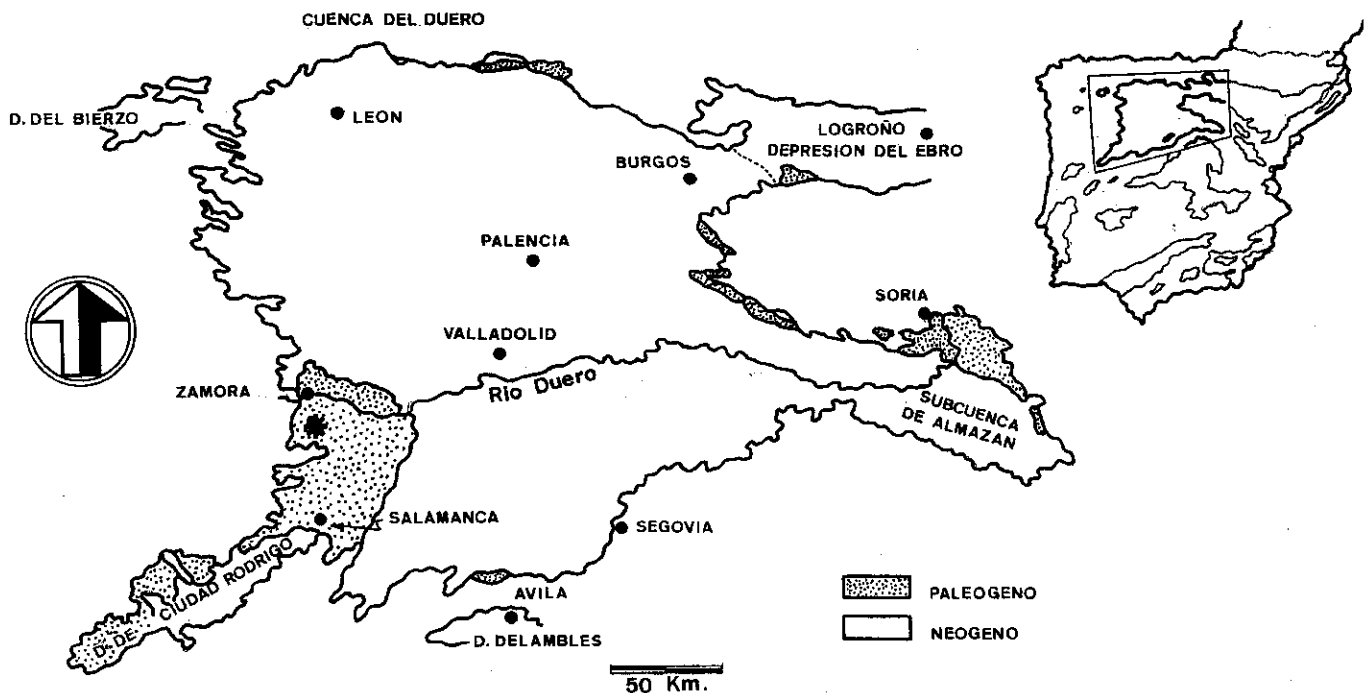 CUENCA DEL DUERO
D. DEL BIERZO
LEON
LOGROÑO
DEPRESION DEL EBRO
BURGOS
PALENCIA
SORIA
VALLADOLID
Rio Duero
ZAMORA
SUBCUENCA
DE ALMAZAN
SALAMANCA
SEGOVIA
D. DE CIUDAD RODRIGO
AVILA
D. DELAMBLES
PALEOGENO
NEOGENO
50 Km.